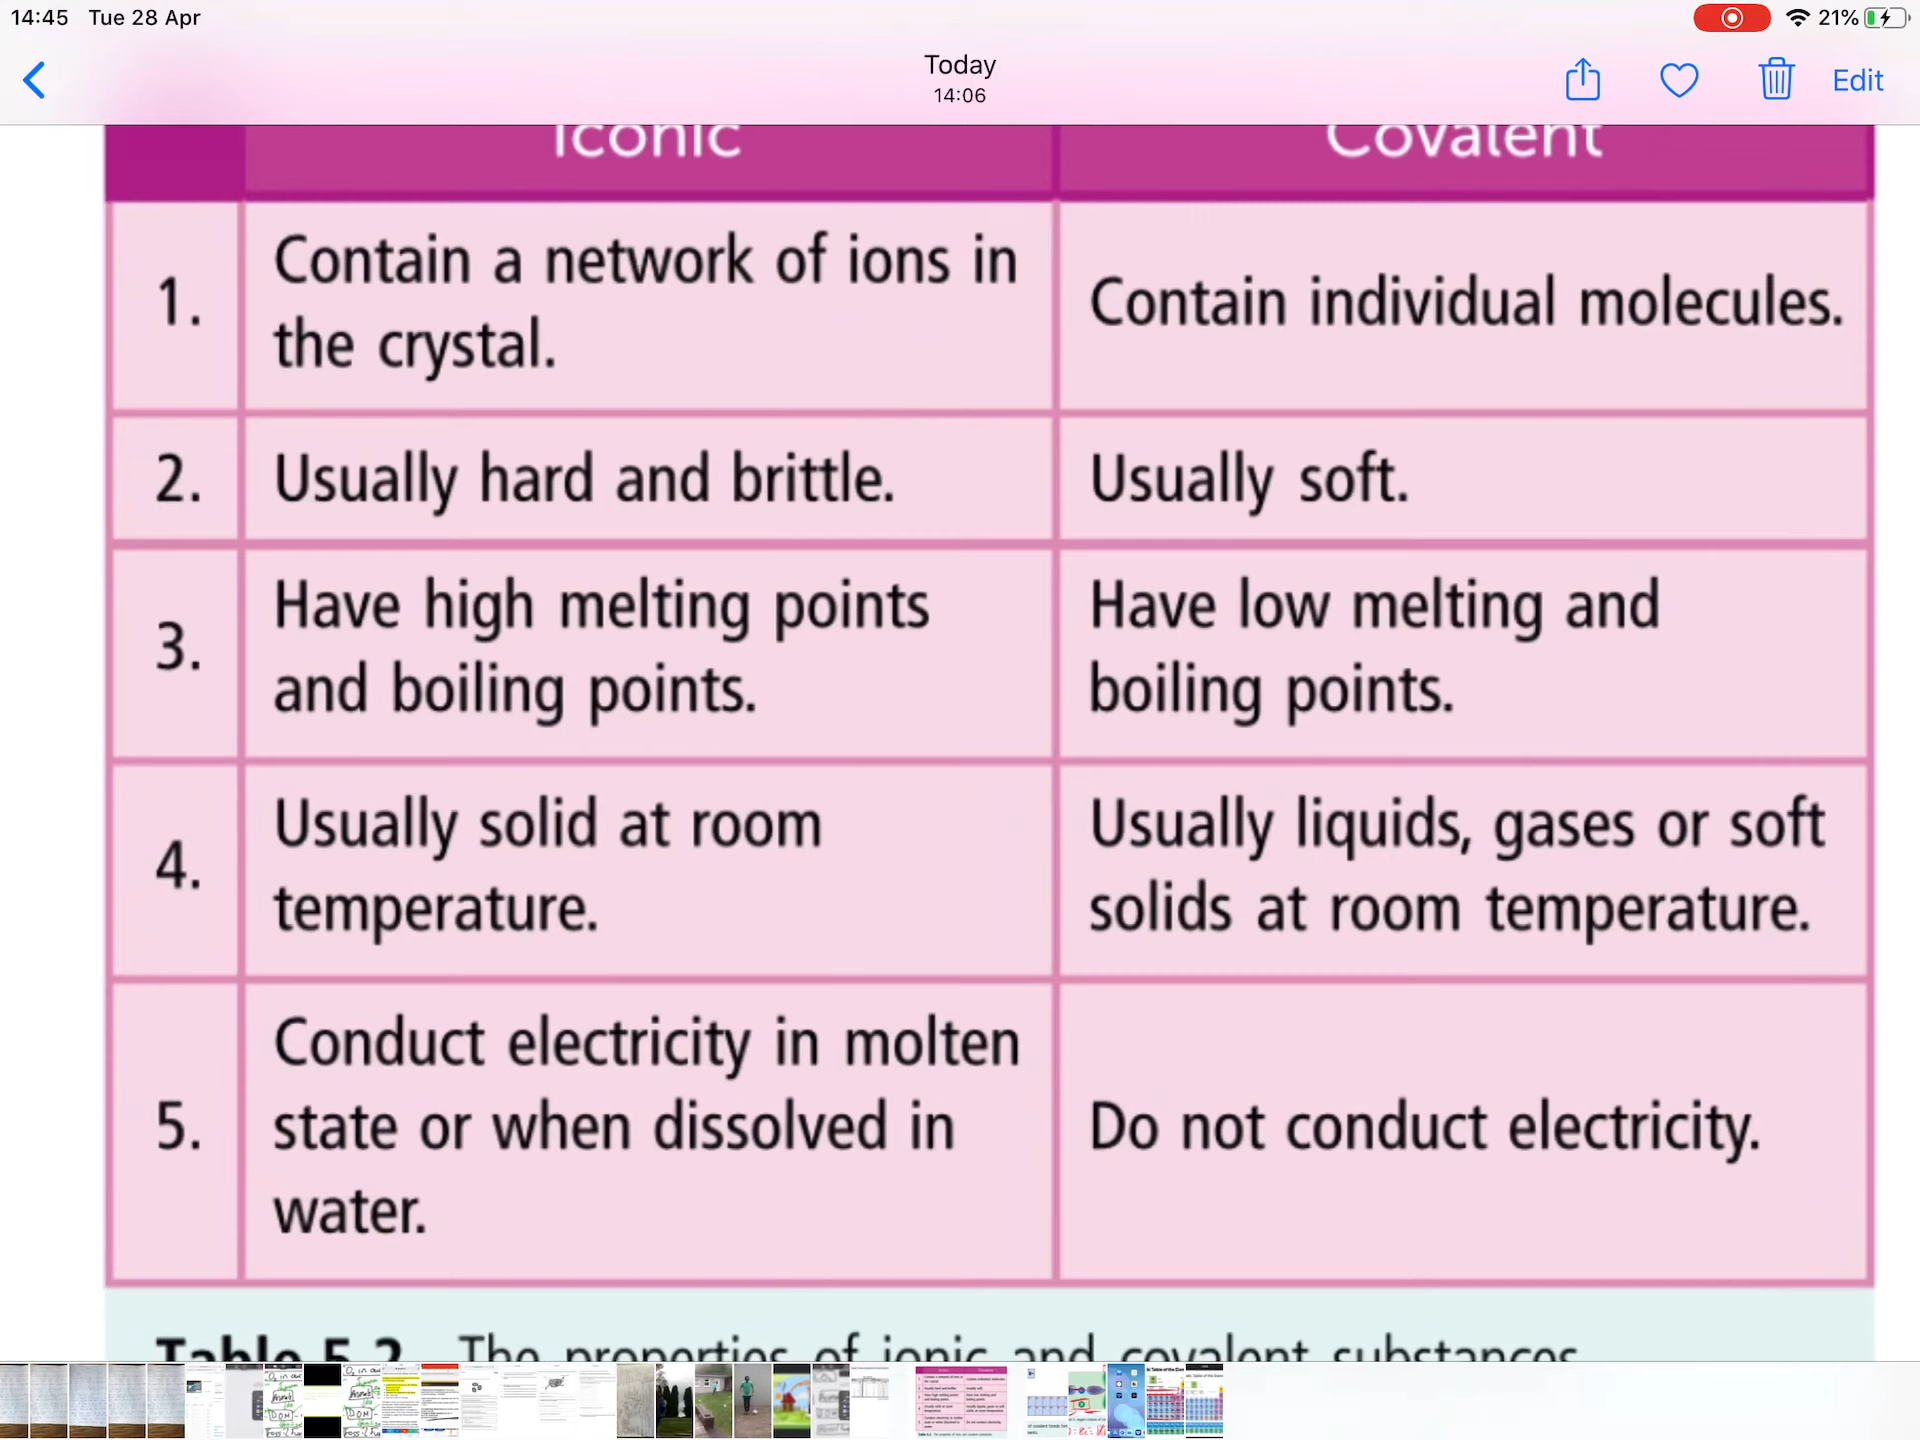 14:45 Tue 28 Apr
21%
Today
14:06
Edit
Iconic
Covalent
1.
Contain a network of ions in
the crystal.
Contain individual molecules.
2.
Usually hard and brittle.
Usually soft.
3.
Have high melting points
and boiling points.
Have low melting and
boiling points.
4.
Usually solid at room
temperature.
Usually liquids, gases or soft
solids at room temperature.
5.
Conduct electricity in molten
state or when dissolved in
water.
Do not conduct electricity.
Table 5.2 The properties of ionic and covalent substances